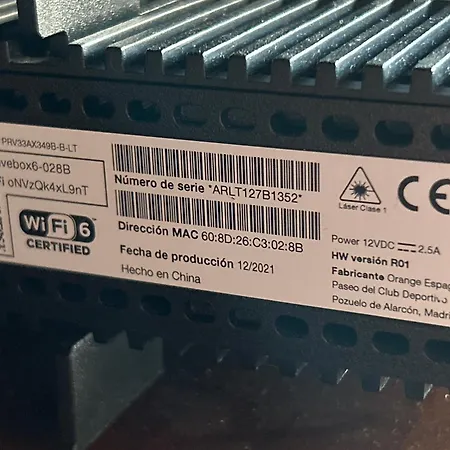 PRV33AX349B-B-LT
vebox6-028B
oNVzQk4xL9nT
Wi Fi 6
CERTIFIED
Número de serie *ARLT127B1352*
Dirección MAC 60:8D:26:C3:02:8B
Fecha de producción 12/2021
Hecho en China
Láser Clase 1
CE
Power 12VDC ⎓ 2.5A
HW versión R01
Fabricante Orange Espag
Paseo del Club Deportivo
Pozuelo de Alarcón, Madri